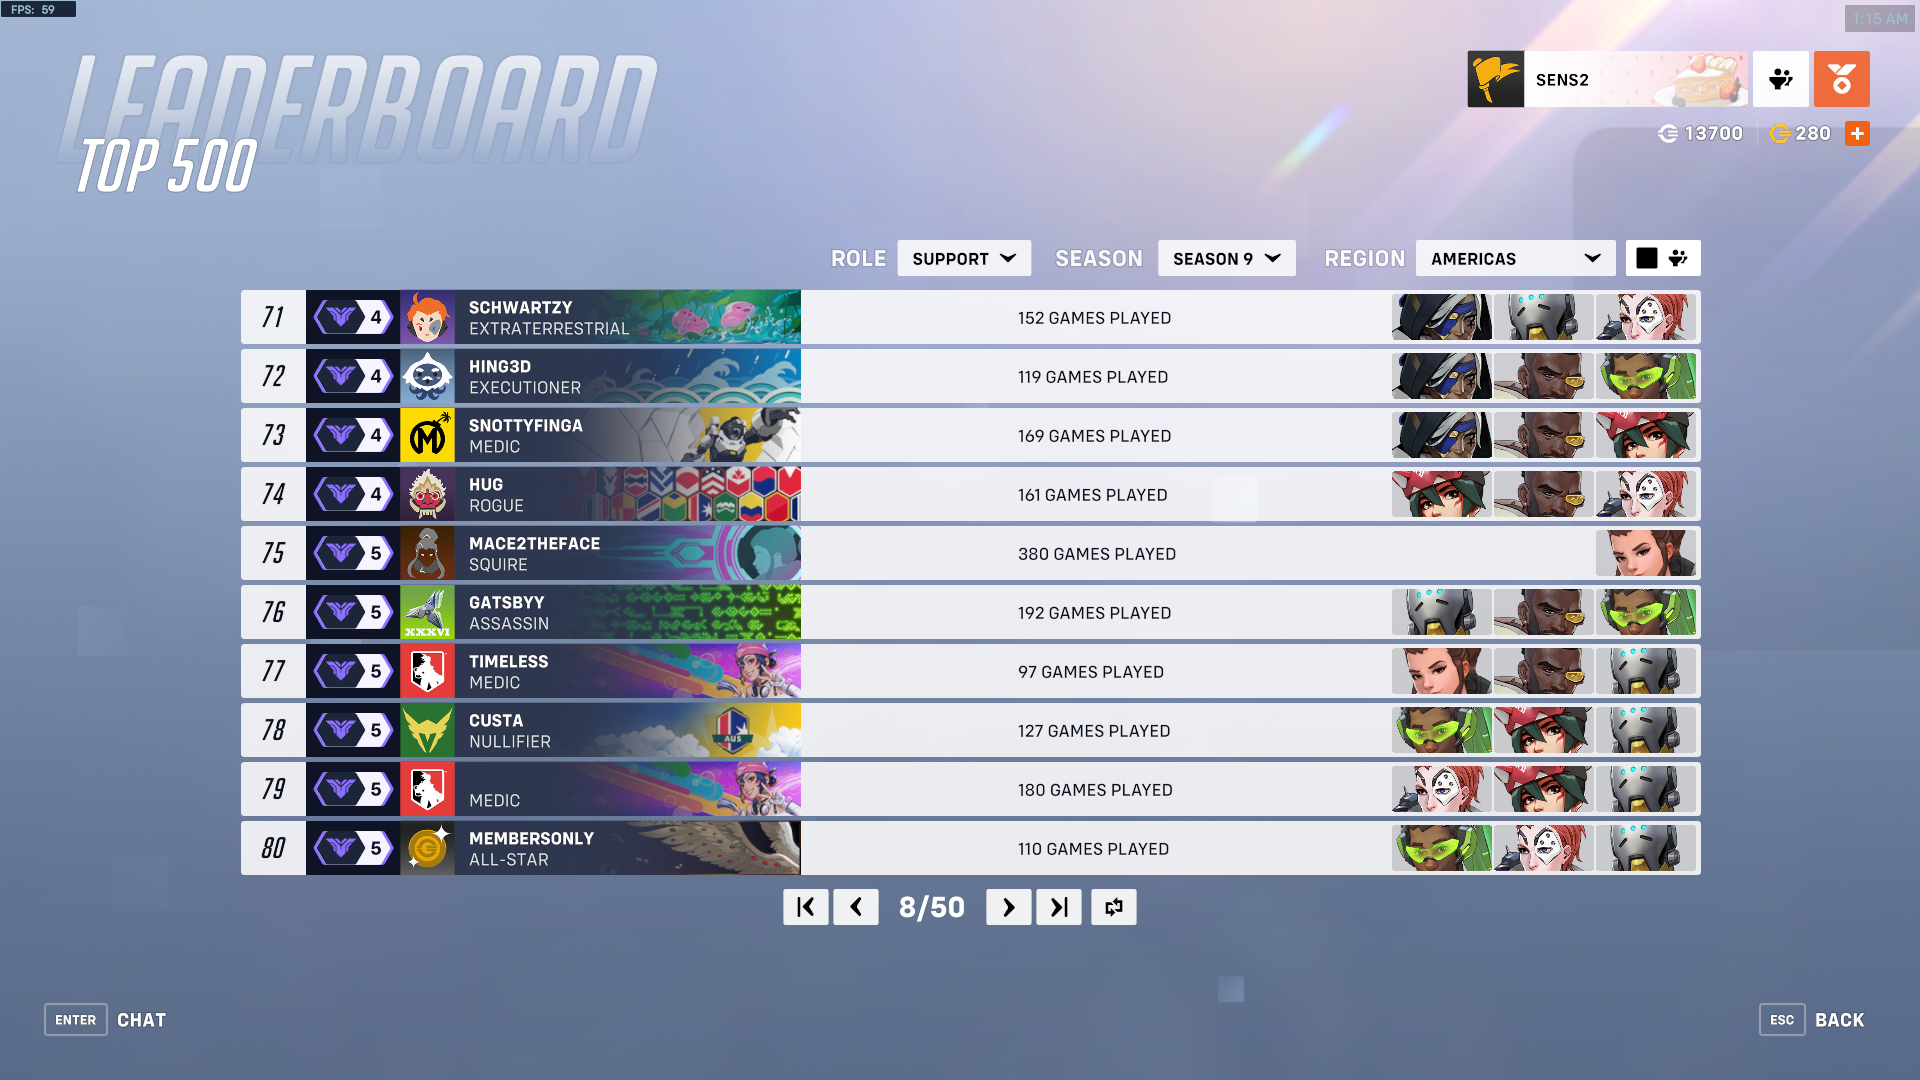 FPS: 59
1:15 AM
LEADERBOARD
TOP 500
SENS2
13700
280
ROLE SUPPORT SEASON SEASON 9 REGION AMERICAS
71 4 SCHWARTZY
EXTRATERRESTRIAL
152 GAMES PLAYED
72 4 HING3D
EXECUTIONER
119 GAMES PLAYED
73 4 SNOTTYFINGA
MEDIC
169 GAMES PLAYED
74 4 HUG
ROGUE
161 GAMES PLAYED
75 5 MACE2THEFACE
SQUIRE
380 GAMES PLAYED
76 5 GATSBYY
ASSASSIN
XXXVI
192 GAMES PLAYED
77 5 TIMELESS
MEDIC
97 GAMES PLAYED
78 5 CUSTA
NULLIFIER
AUS
127 GAMES PLAYED
79 5
MEDIC
180 GAMES PLAYED
80 5 MEMBERSONLY
ALL-STAR
110 GAMES PLAYED
8/50
ENTER CHAT
ESC BACK